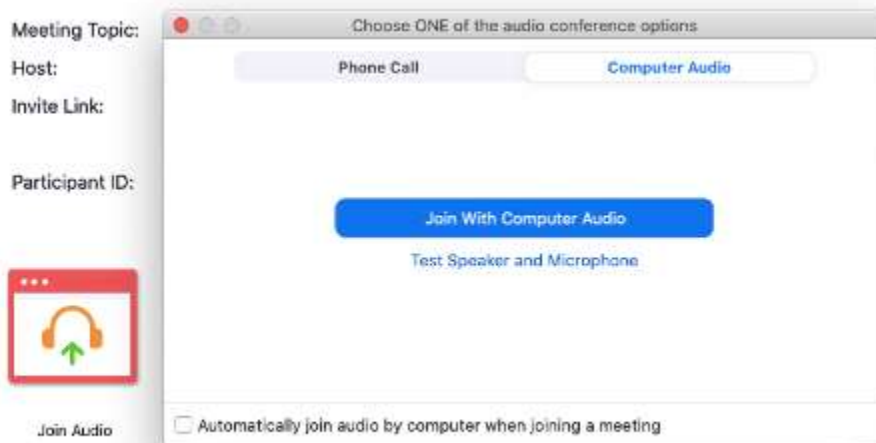 Choose ONE of the audio conference options
Meeting Topic:
Phone Call Computer Audio
Host:
Invite Link:
Participant ID:
Join With Computer Audio
Test Speaker and Microphone
Join Audio
Automatically join audio by computer when joining a meeting